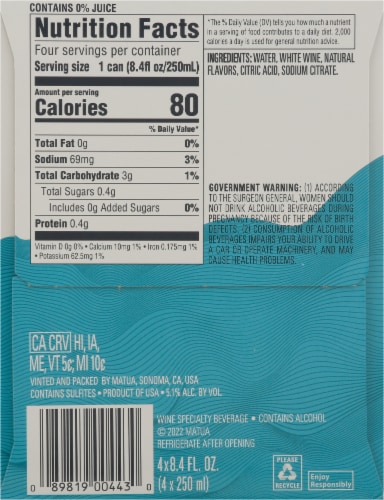 CONTAINS 0% JUICE
Nutrition Facts
Four servings per container
Serving size 1 can (8.4fl oz/250mL)
Amount per serving
Calories 80
% Daily Value*
Total Fat 0g 0%
Sodium 69mg 3%
Total Carbohydrate 3g 1%
Total Sugars 0.4g
Includes 0g Added Sugars 0%
Protein 0.4g
Vitamin D 0g 0% • Calcium 10mg 1% • Iron 0.175mg 1%
• Potassium 62.5mg 1%
*The % Daily Value (DV) tells you how much a nutrient
in a serving of food contributes to a daily diet. 2,000
calories a day is used for general nutrition advice.
INGREDIENTS: WATER, WHITE WINE, NATURAL
FLAVORS, CITRIC ACID, SODIUM CITRATE.
GOVERNMENT WARNING: (1) ACCORDING
TO THE SURGEON GENERAL, WOMEN SHOULD
NOT DRINK ALCOHOLIC BEVERAGES DURING
PREGNANCY BECAUSE OF THE RISK OF BIRTH
DEFECTS. (2) CONSUMPTION OF ALCOHOLIC
BEVERAGES IMPAIRS YOUR ABILITY TO DRIVE
A CAR OR OPERATE MACHINERY, AND MAY
CAUSE HEALTH PROBLEMS.
CA CRV HI, IA,
ME, VT 5¢; MI 10¢
VINTED AND PACKED BY MATUA, SONOMA, CA, USA
CONTAINS SULFITES • PRODUCT OF USA • 5.1% ALC. BY VOL.
WINE SPECIALTY BEVERAGE • CONTAINS ALCOHOL
© 2022 MATUA
REFRIGERATE AFTER OPENING
4 x 8.4 FL. OZ.
(4 x 250 ml)
PLEASE
RECYCLE
Enjoy
Responsibly
0 89819 00443 0